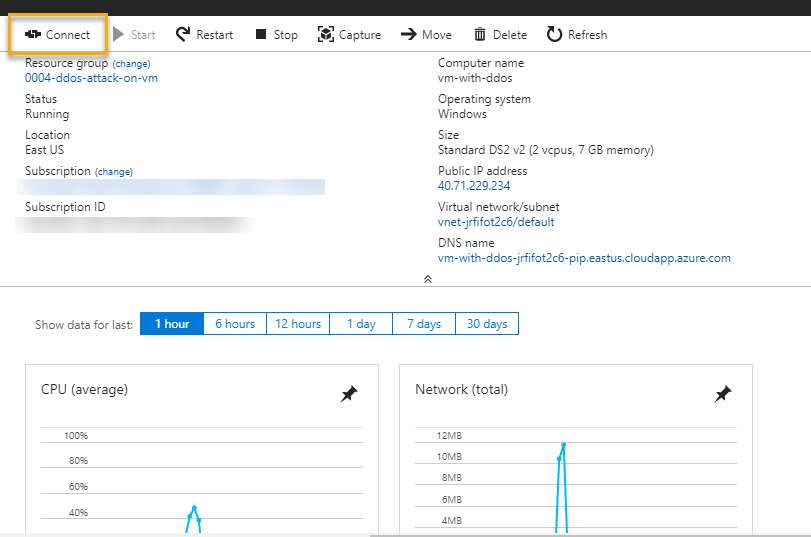 Connect Start Restart Stop Capture Move Delete Refresh
Resource group (change)
0004-ddos-attack-on-vm
Status
Running
Location
East US
Subscription (change)
Subscription ID
Computer name
vm-with-ddos
Operating system
Windows
Size
Standard DS2 v2 (2 vcpus, 7 GB memory)
Public IP address
40.71.229.234
Virtual network/subnet
vnet-jrfifot2c6/default
DNS name
vm-with-ddos-jrfifot2c6-pip.eastus.cloudapp.azure.com
Show data for last: 1 hour 6 hours 12 hours 1 day 7 days 30 days
CPU (average)
100%
80%
60%
40%
Network (total)
12MB
10MB
8MB
6MB
4MB